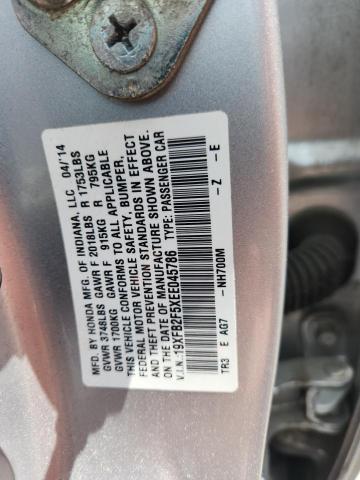 MFD. BY HONDA MFG. OF INDIANA, LLC 04/'14
GVWR 3748LBS GAWR F 2018LBS R 1753LBS
GVWR 1700KG GAWR F 915KG R 795KG
THIS VEHICLE CONFORMS TO ALL APPLICABLE
FEDERAL MOTOR VEHICLE SAFETY, BUMPER,
AND THEFT PREVENTION STANDARDS IN EFFECT
ON THE DATE OF MANUFACTURE SHOWN ABOVE.
V.I.N.:19XFB2F5XEE045786 TYPE: PASSENGER CAR
TR3 E AG7 -NH700M -Z -E